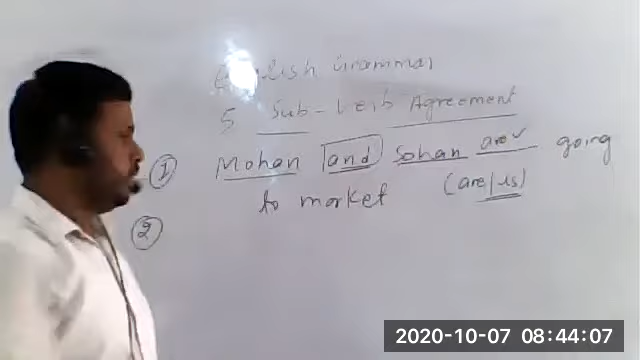 English Grammar
5 Sub-Verb Agreement
① Mohan and Sohan are going
to market (are/is)
②
2020-10-07 08:44:07